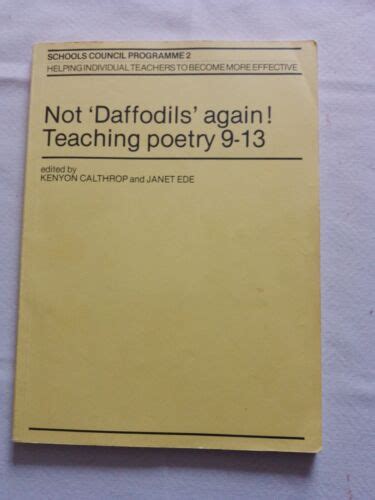 SCHOOLS COUNCIL PROGRAMME 2
HELPING INDIVIDUAL TEACHERS TO BECOME MORE EFFECTIVE
Not ‘Daffodils’ again!
Teaching poetry 9-13
edited by
KENYON CALTHROP and JANET EDE